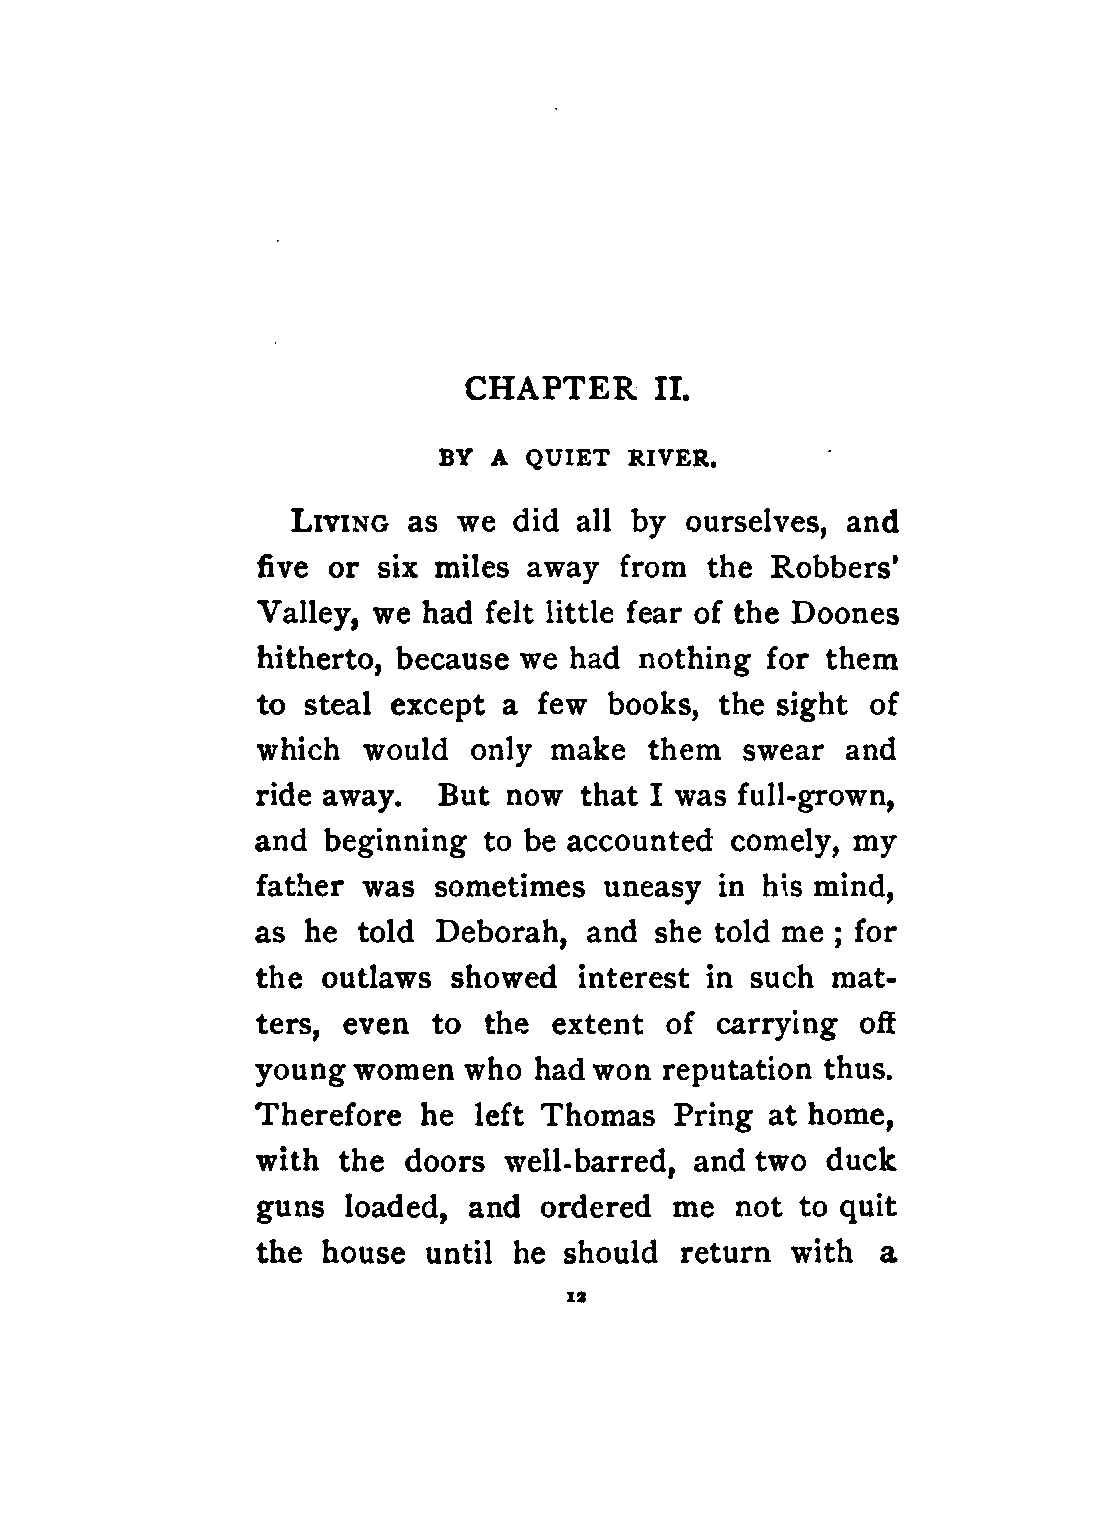 CHAPTER II.
BY A QUIET RIVER.
LIVING as we did all by ourselves, and
five or six miles away from the Robbers'
Valley, we had felt little fear of the Doones
hitherto, because we had nothing for them
to steal except a few books, the sight of
which would only make them swear and
ride away. But now that I was full-grown,
and beginning to be accounted comely, my
father was sometimes uneasy in his mind,
as he told Deborah, and she told me ; for
the outlaws showed interest in such mat-
ters, even to the extent of carrying off
young women who had won reputation thus.
Therefore he left Thomas Pring at home,
with the doors well-barred, and two duck
guns loaded, and ordered me not to quit
the house until he should return with a
12